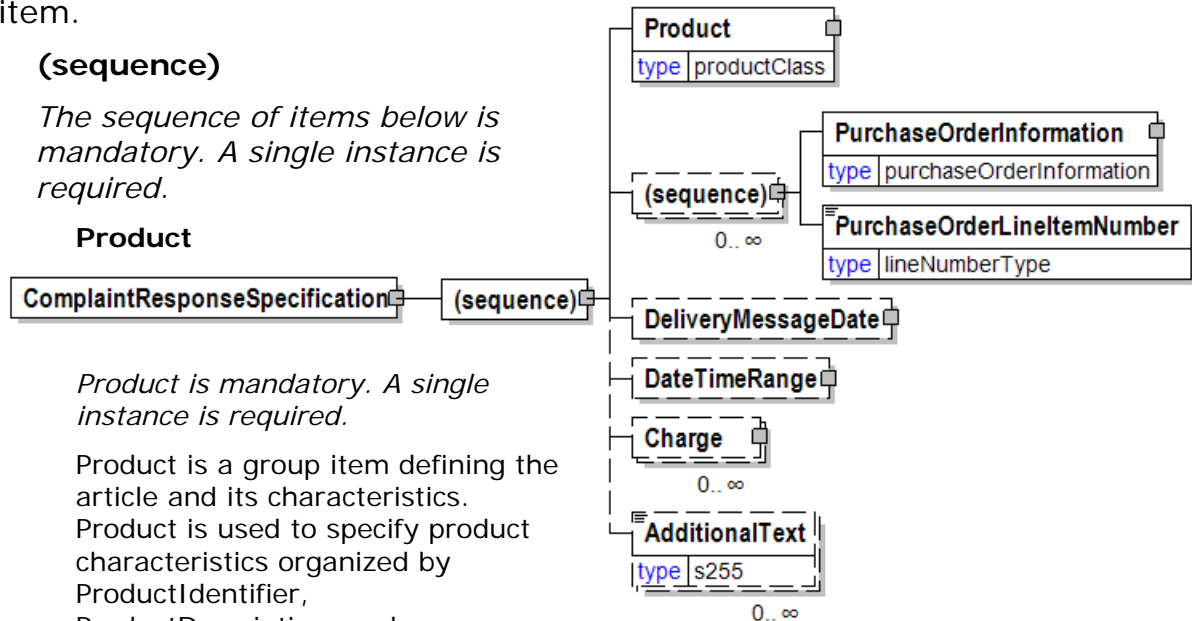 item.
(sequence)
The sequence of items below is
mandatory. A single instance is
required.
Product
ComplaintResponseSpecification
(sequence)
Product
type productClass
(sequence)
0.. ∞
PurchaseOrderInformation
type purchaseOrderInformation
PurchaseOrderLineItemNumber
type lineNumberType
DeliveryMessageDate
DateTimeRange
Charge
0.. ∞
AdditionalText
type s255
0.. ∞
Product is mandatory. A single
instance is required.
Product is a group item defining the
article and its characteristics.
Product is used to specify product
characteristics organized by
ProductIdentifier,